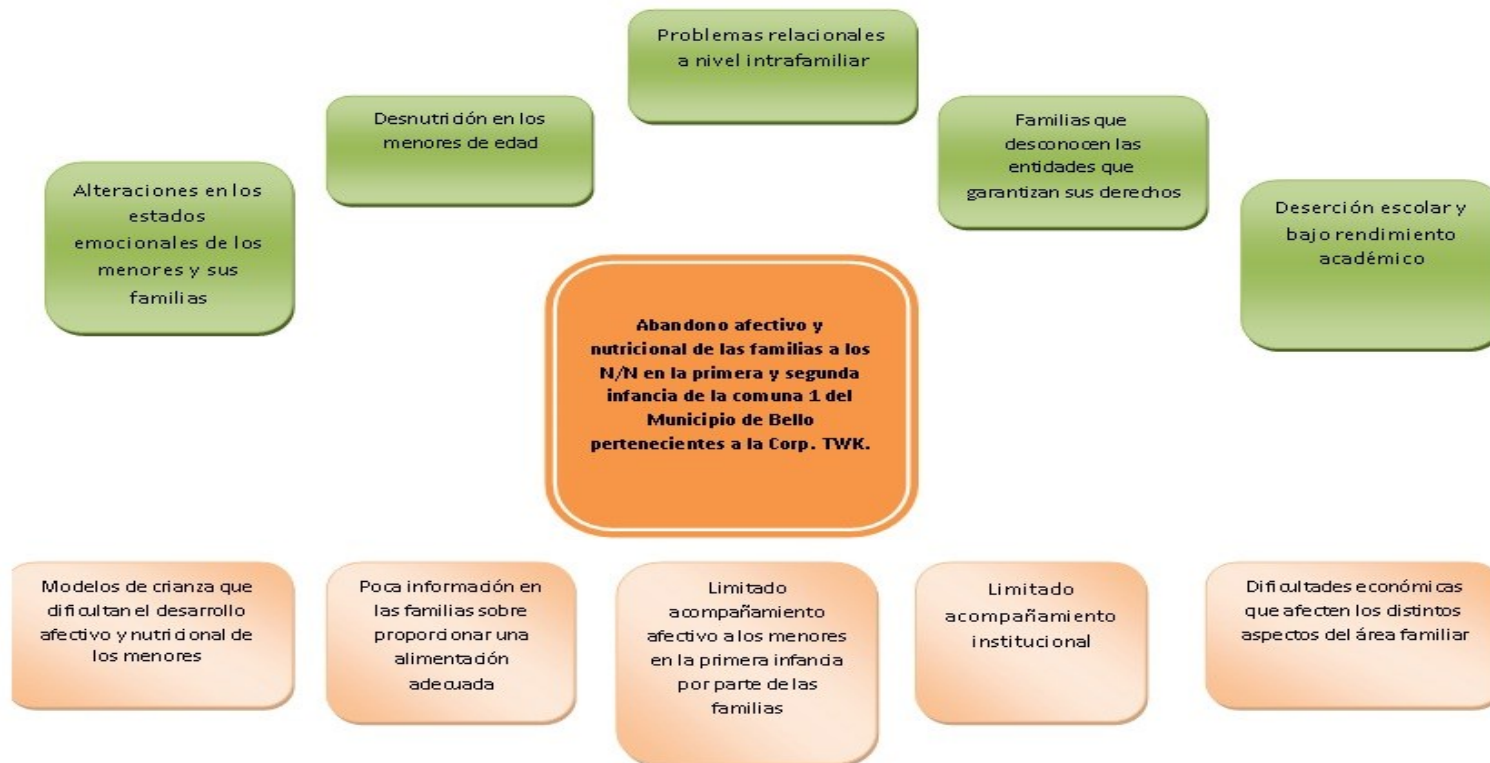 Problemas relacionales
a nivel intrafamiliar
Desnutrición en los
menores de edad
Familias que
desconocen las
entidades que
garantizan sus derechos
Alteraciones en los
estados
emocionales de los
menores y sus
familias
Deserción escolar y
bajo rendimiento
académico
Abandono afectivo y
nutricional de las familias a los
N/N en la primera y segunda
infancia de la comuna 1 del
Municipio de Bello
pertenecientes a la Corp. TWK.
Modelos de crianza que
dificultan el desarrollo
afectivo y nutricional de
los menores
Poca información en
las familias sobre
proporcionar una
alimentación
adecuada
Limitado
acompañamiento
afectivo a los menores
en la primera infancia
por parte de las
familias
Limitado
acompañamiento
institucional
Dificultades económicas
que afecten los distintos
aspectos del área familiar